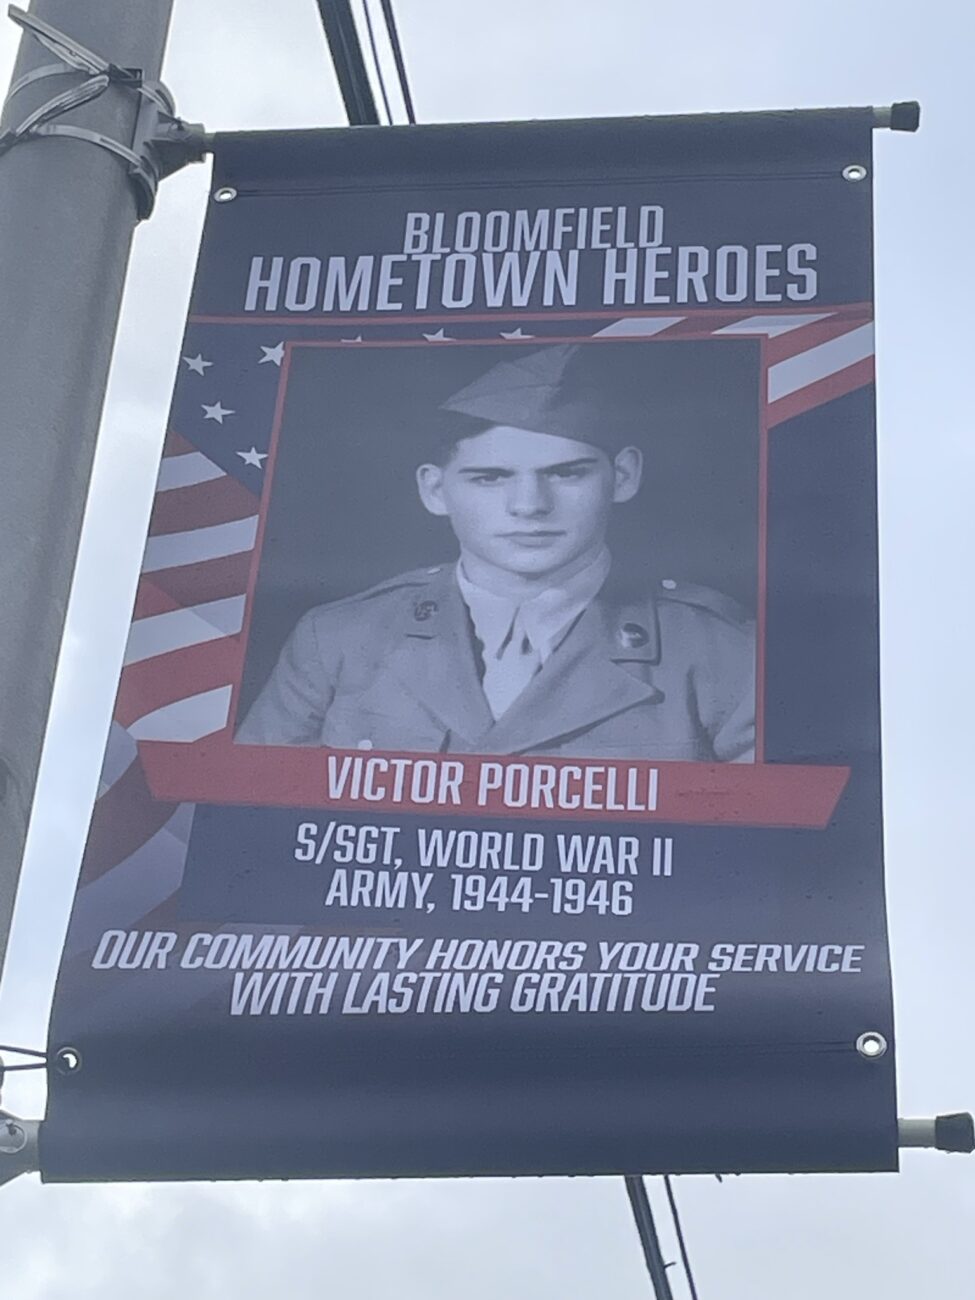 BLOOMFIELD
HOMETOWN HEROES
VICTOR PORCELLI
S/SGT, WORLD WAR II
ARMY, 1944-1946
OUR COMMUNITY HONORS YOUR SERVICE
WITH LASTING GRATITUDE